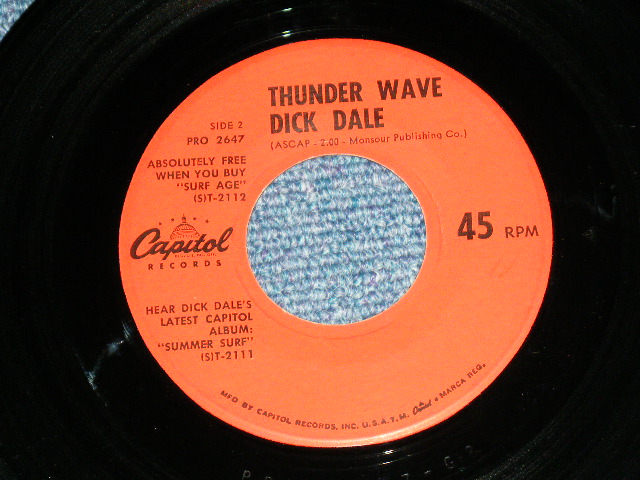 THUNDER WAVE
DICK DALE
(ASCAP - 2.00 - Monsour Publishing Co.)
SIDE 2
PRO 2647
ABSOLUTELY FREE
WHEN YOU BUY
"SURF AGE"
(S)T-2112
Capitol
RECORDS
45 RPM
HEAR DICK DALE'S
LATEST CAPITOL
ALBUM:
"SUMMER SURF"
(S)T-2111
MFD BY CAPITOL RECORDS, INC. U.S.A. T.M. Capitol • MARCA REG.